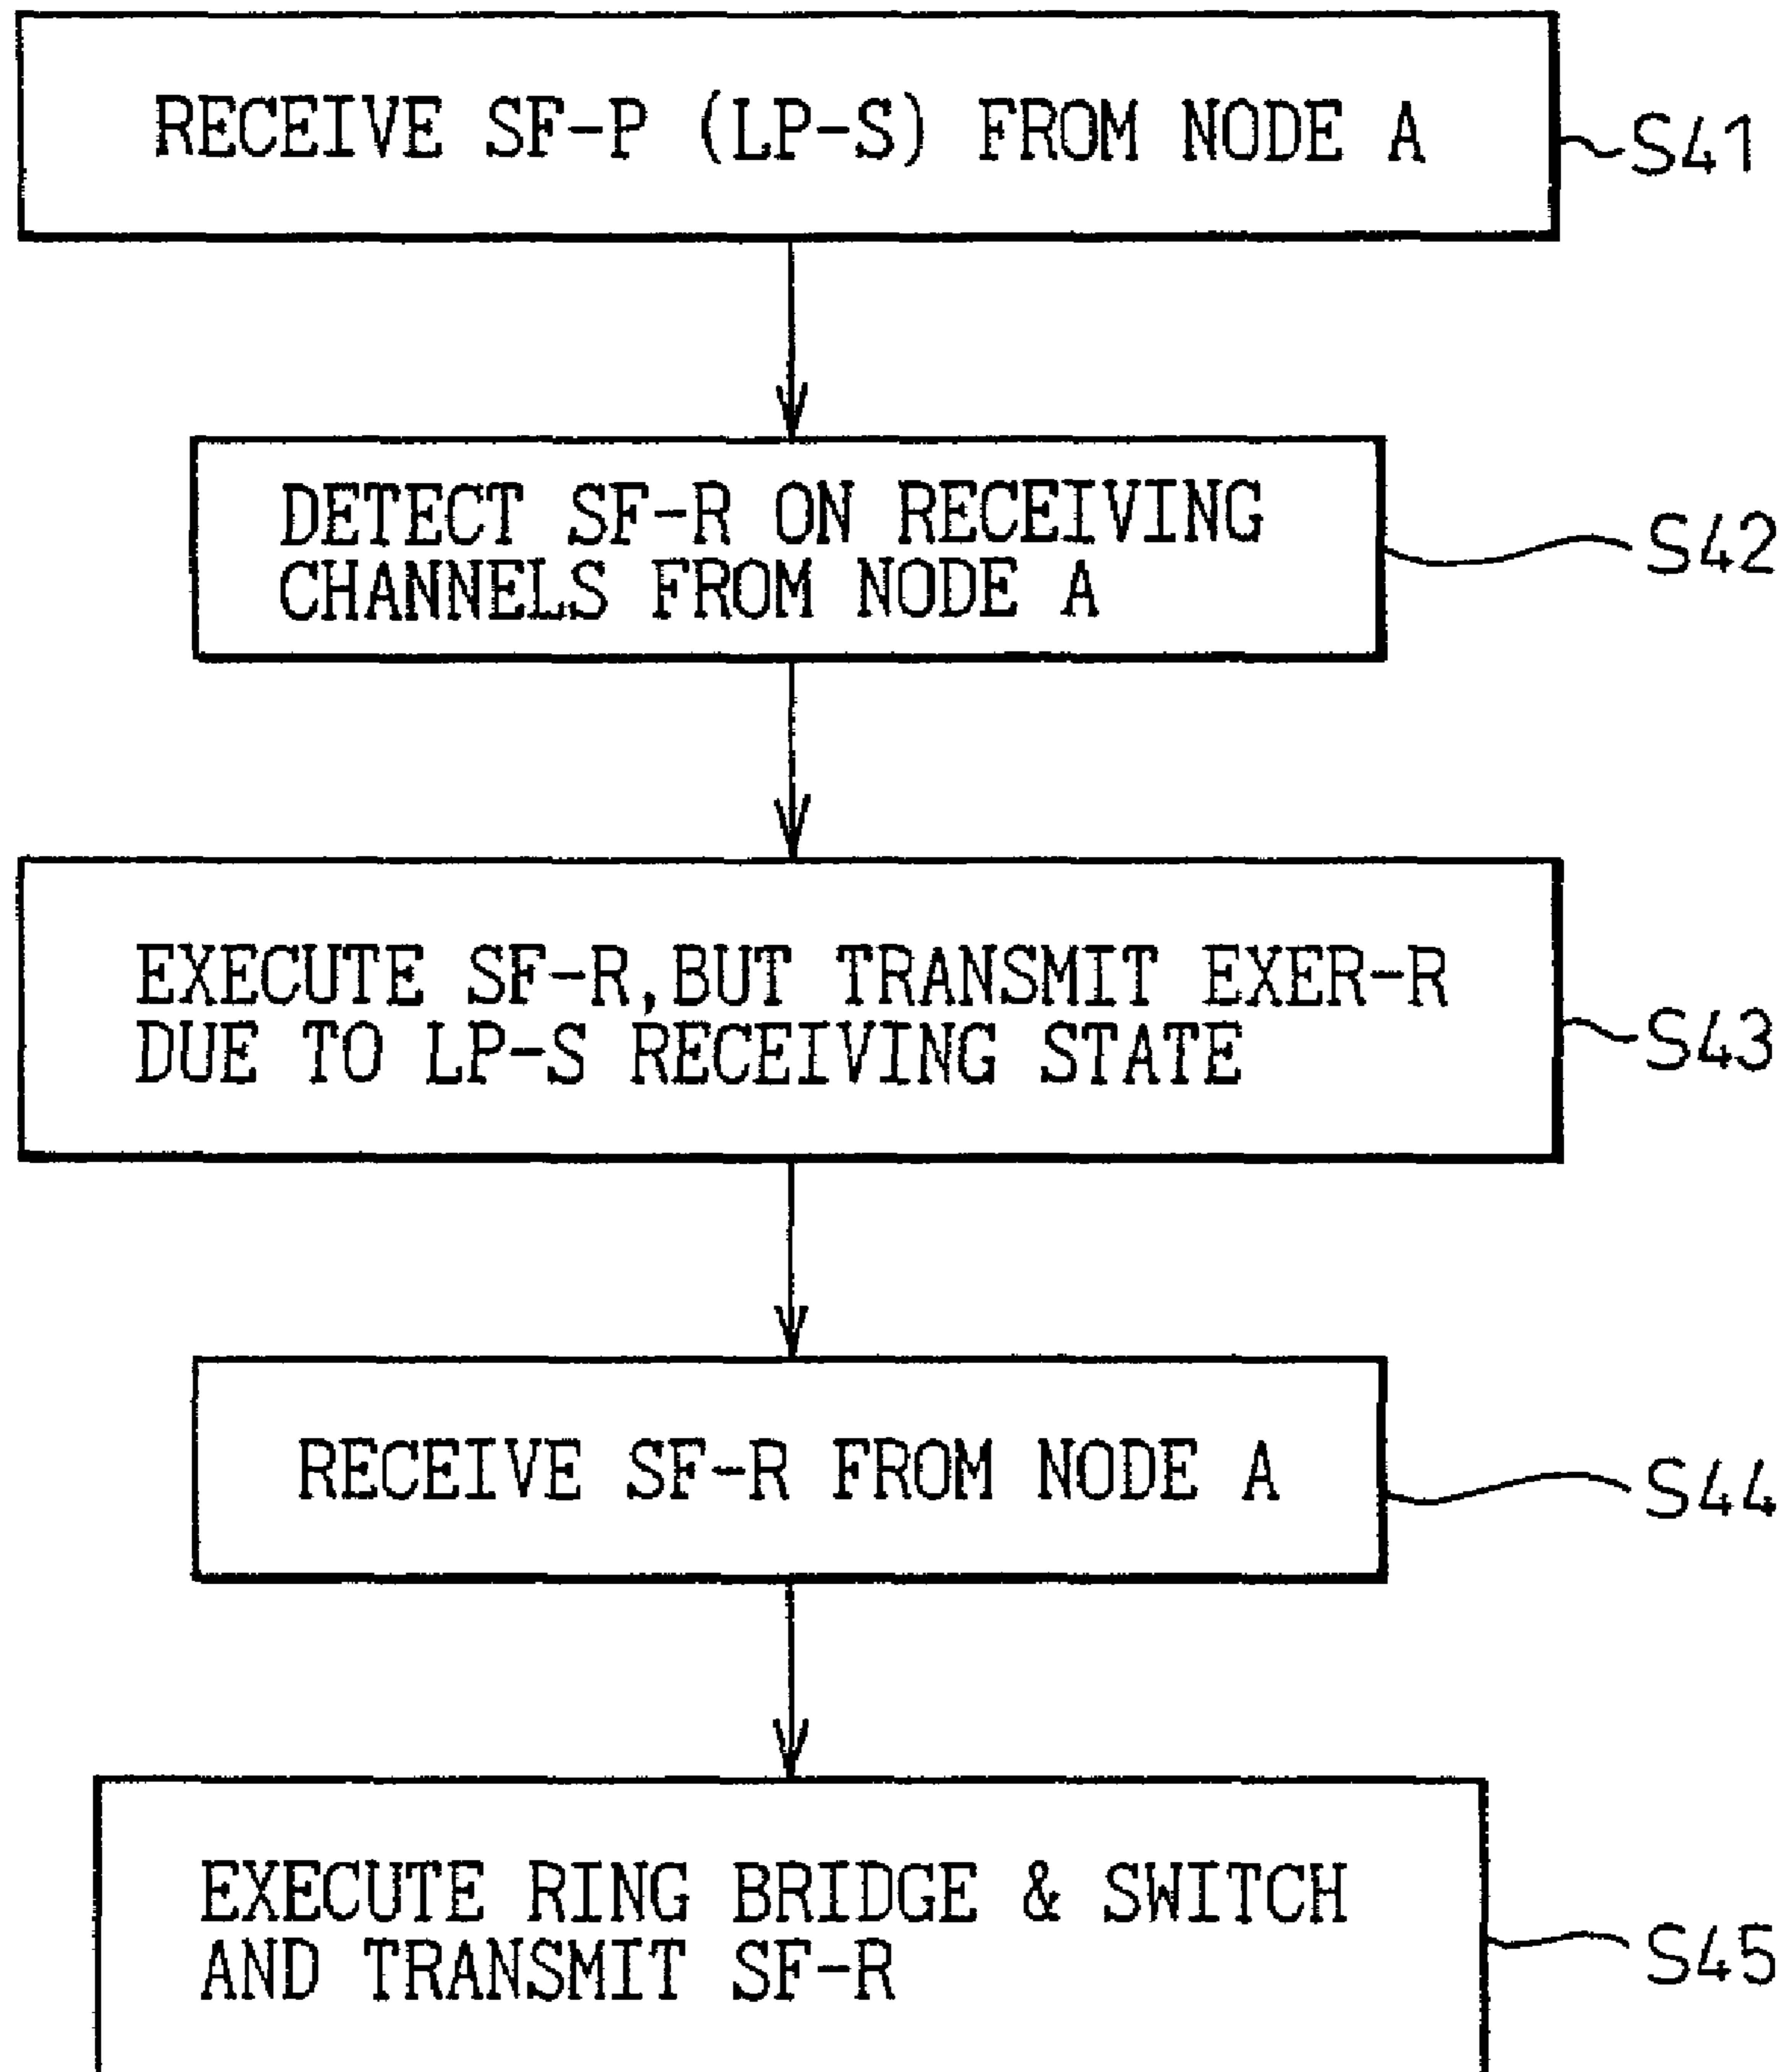 RECEIVE SF-P (LP-S) FROM NODE A
S41
DETECT SF-R ON RECEIVING
CHANNELS FROM NODE A
S42
EXECUTE SF-R, BUT TRANSMIT EXER-R
DUE TO LP-S RECEIVING STATE
S43
RECEIVE SF-R FROM NODE A
S44
EXECUTE RING BRIDGE & SWITCH
AND TRANSMIT SF-R
S45